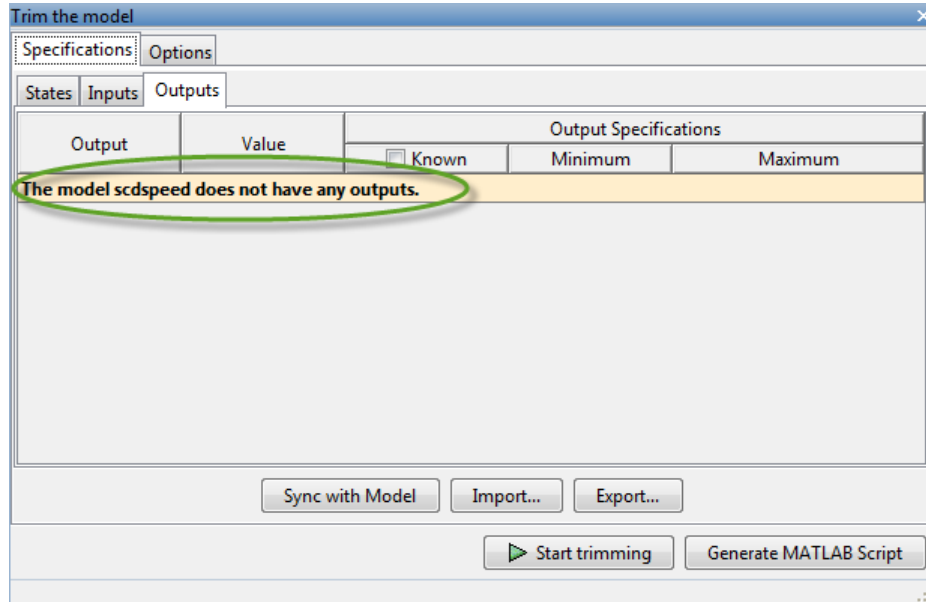 Trim the model
Specifications Options
States Inputs Outputs
Output Value Output Specifications
Known Minimum Maximum
The model scdspeed does not have any outputs.
Sync with Model Import... Export...
Start trimming Generate MATLAB Script